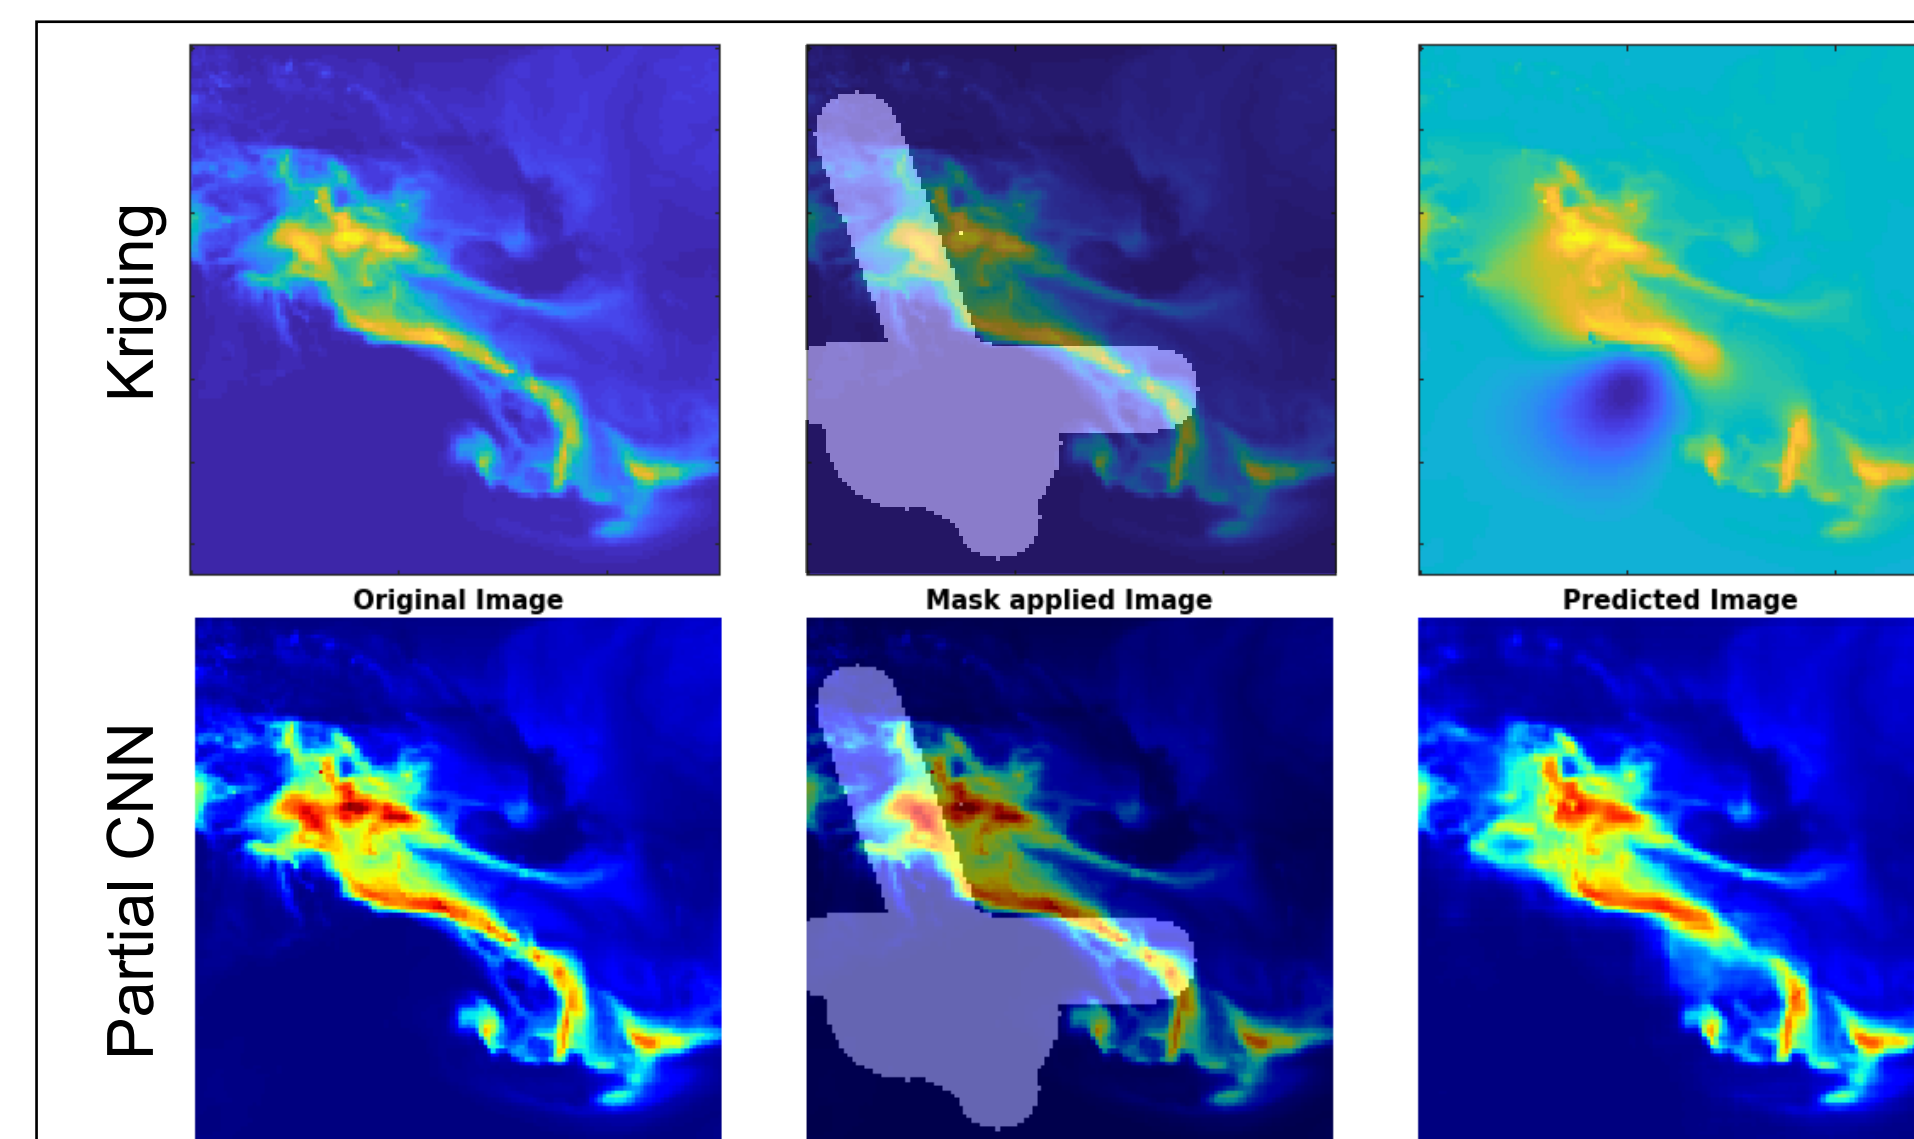 Kriging
Original Image
Mask applied Image
Predicted Image
Partial CNN